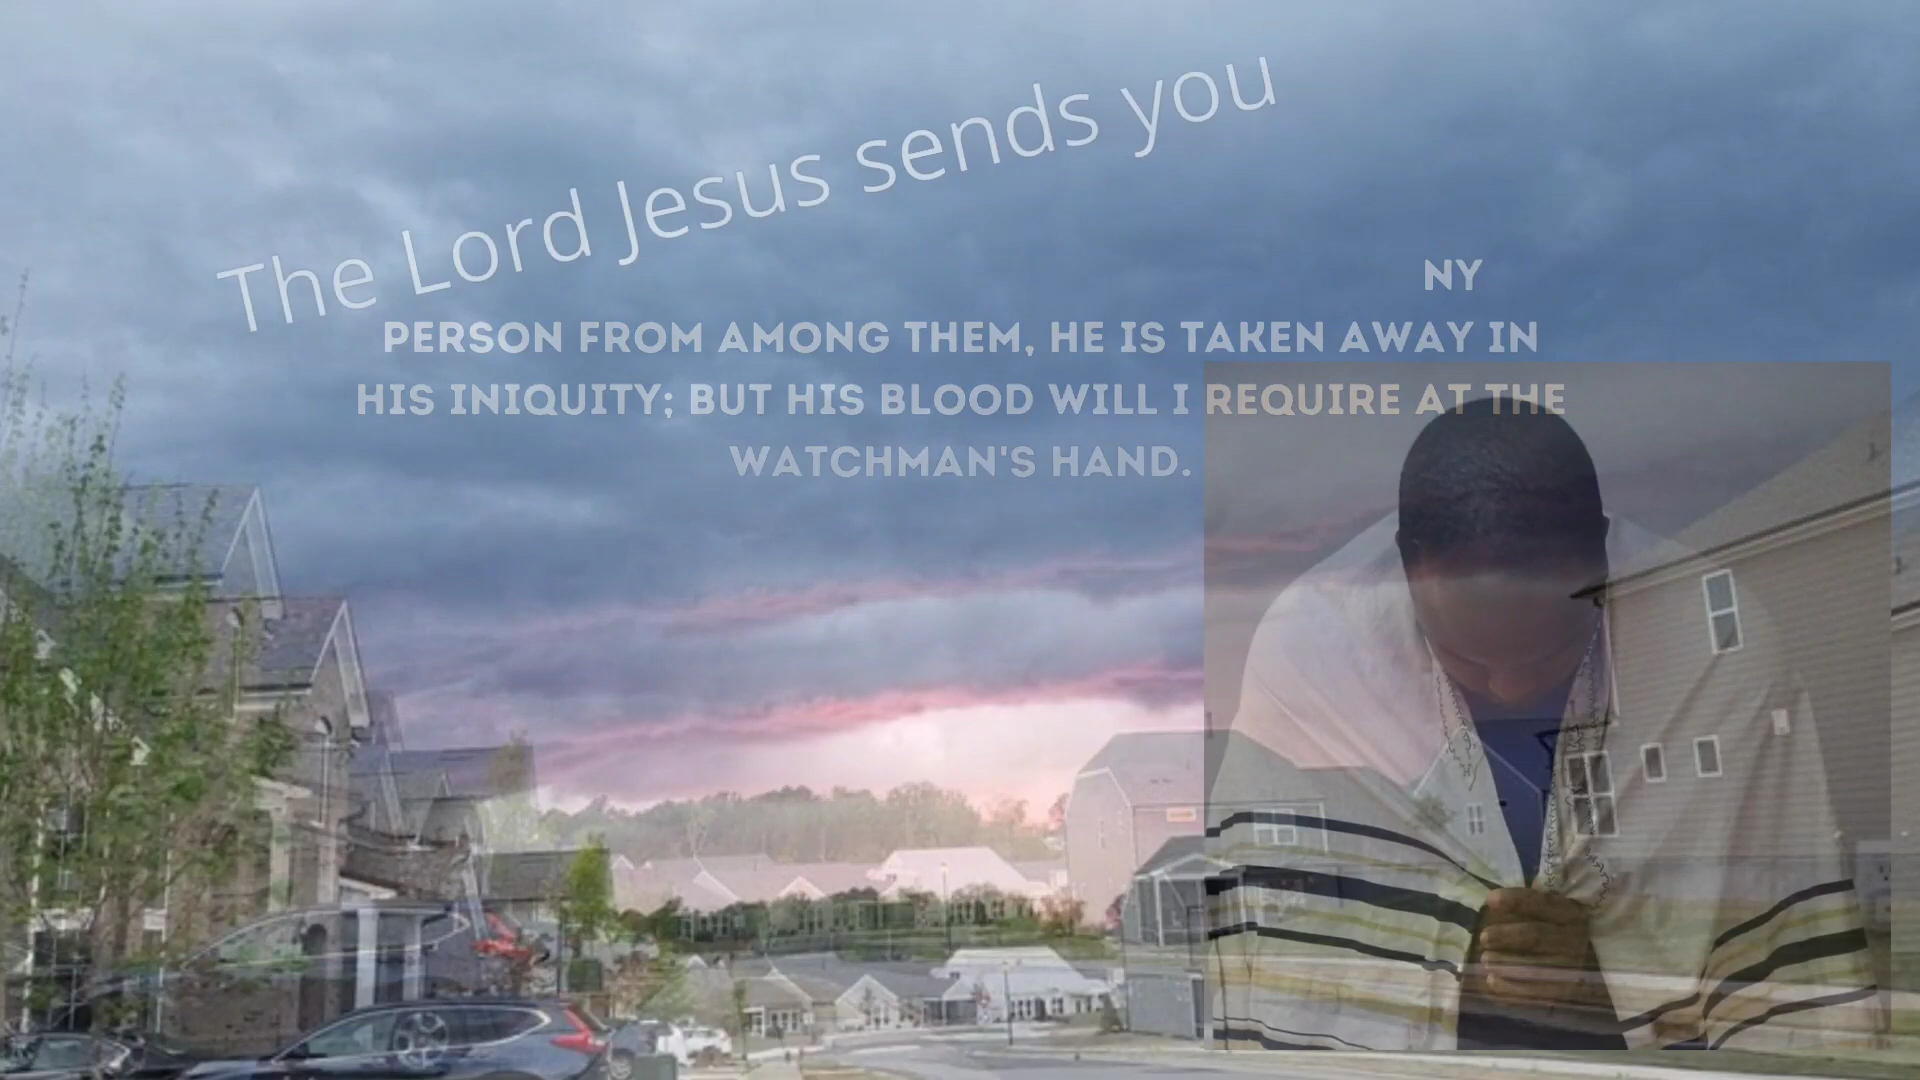 The Lord Jesus sends you
NY
PERSON FROM AMONG THEM, HE IS TAKEN AWAY IN
HIS INIQUITY; BUT HIS BLOOD WILL I REQUIRE AT THE
WATCHMAN'S HAND.